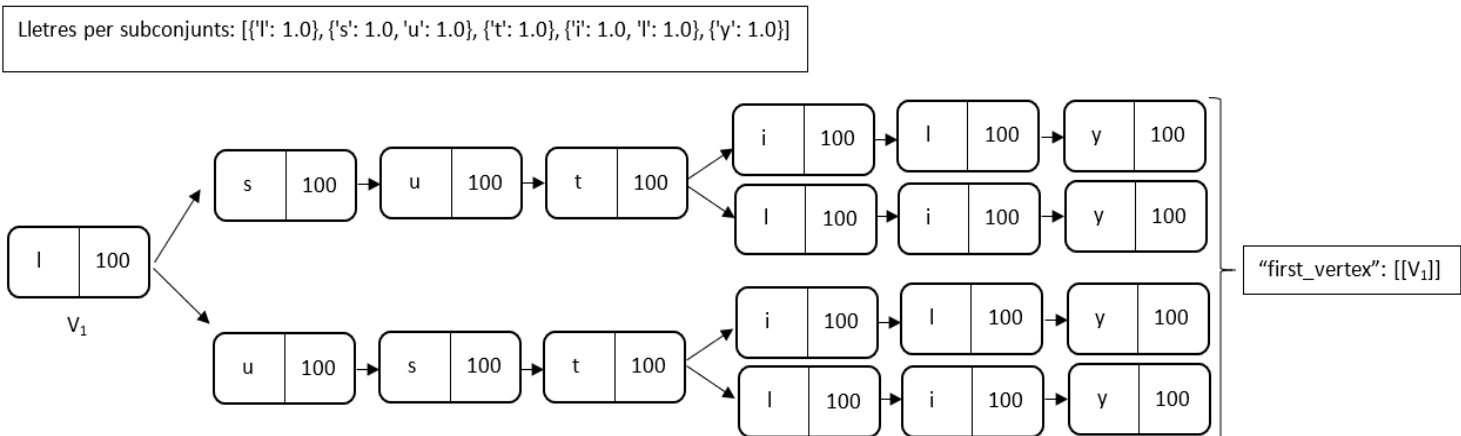 Lletres per subconjunts: [{'l': 1.0}, {'s': 1.0, 'u': 1.0}, {'t': 1.0}, {'i': 1.0, 'l': 1.0}, {'y': 1.0}]
i 100 l 100 y 100
s 100 u 100 t 100
l 100 i 100 y 100
l 100
V₁
“first_vertex”: [[V₁]]
i 100 l 100 y 100
u 100 s 100 t 100
l 100 i 100 y 100